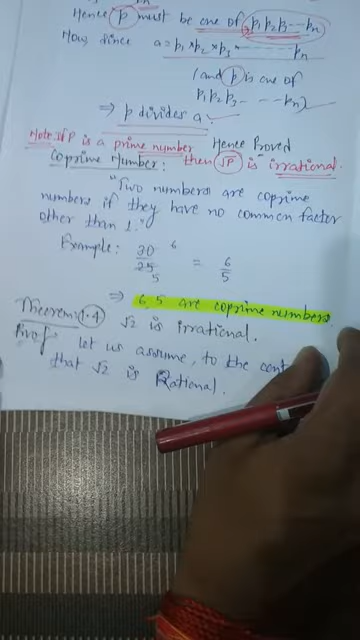 Hence p must be one of p₁ p₂ p₃ --- pₙ
Now, since a = p₁ × p₂ × p₃ × ------- pₙ
(and p is one of
p₁ p₂ p₃ - - -- pₙ)
⇒ p divides a.
Hence Proved
Note: If P is a prime number then √P is irrational.
Coprime Number:
"Two numbers are coprime
numbers if they have no common factor
other than 1."
Example: 30/25 6 5 = 6/5
⇒ 6, 5 are coprime numbers.
Theorem: 1.4 √2 is irrational.
Proof Let us assume, to the cont
that √2 is Rational.